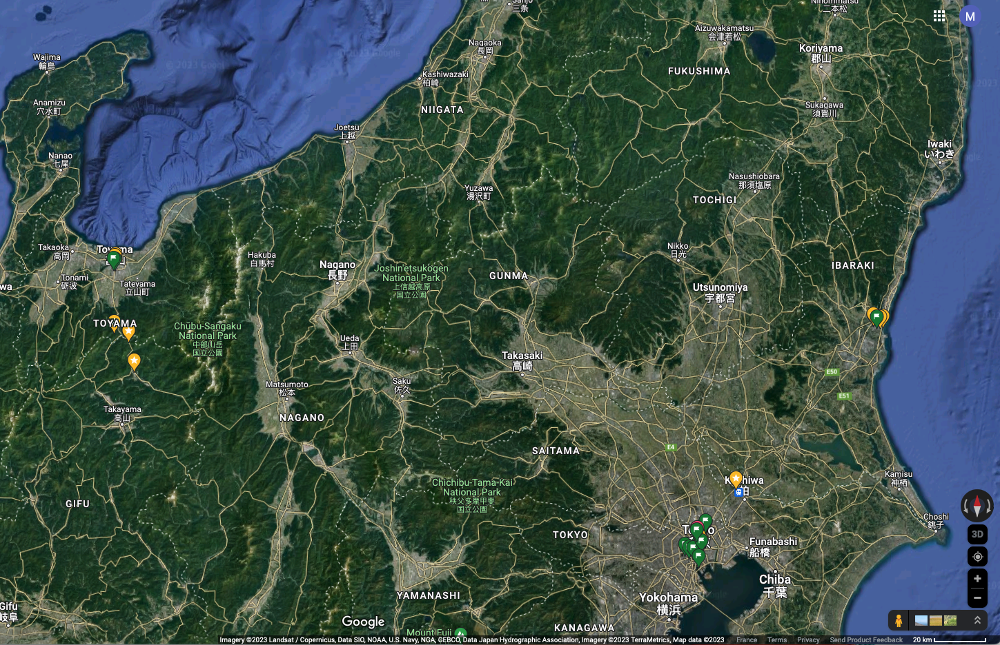 Sanjo
三条
Nihommatsu
二本松
M
Aizuwakamatsu
会津若松
Nagaoka
長岡
Koriyama
郡山
Wajima
輪島
FUKUSHIMA
Kashiwazaki
柏崎
Anamizu
穴水町
NIIGATA
Sukagawa
須賀川
Joetsu
上越
Iwaki
いわき
Nanao
七尾
Nasushiobara
那須塩原
Yuzawa
湯沢町
TOCHIGI
Takaoka
高岡
Toyama
Hakuba
白馬村
Nikko
日光
Nagano
長野
Joshin'etsukogen
National Park
上信越高原
国立公園
IBARAKI
GUNMA
Tonami
砺波
Tateyama
立山町
wa
Utsunomiya
宇都宮
TOYAMA
Chūbu-Sangaku
National Park
中部山岳
国立公園
Ueda
上田
Takasaki
高崎
E50
Saku
佐久
Matsumoto
松本
E51
Takayama
高山
NAGANO
E4
SAITAMA
Kashiwa
柏
Kamisu
神栖
Chichibu-Tama-Kai
National Park
秩父多摩甲斐
国立公園
GIFU
Choshi
銚子
TOKYO
Tokyo
3D
Funabashi
船橋
Chiba
千葉
YAMANASHI
Yokohama
横浜
Gifu
岐阜
Google
KANAGAWA
Mount Fuji
Imagery ©2023 Landsat / Copernicus, Data SIO, NOAA, U.S. Navy, NGA, GEBCO, Data Japan Hydrographic Association, Imagery ©2023 TerraMetrics, Map data ©2023 France Terms Privacy Send Product Feedback 20 km